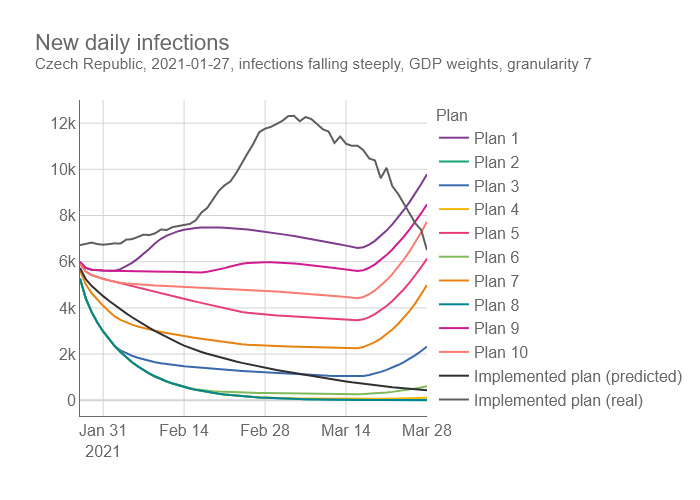 New daily infections
Czech Republic, 2021-01-27, infections falling steeply, GDP weights, granularity 7
12k
10k
8k
6k
4k
2k
0
Jan 31
2021
Feb 14
Feb 28
Mar 14
Mar 28
Plan
Plan 1
Plan 2
Plan 3
Plan 4
Plan 5
Plan 6
Plan 7
Plan 8
Plan 9
Plan 10
Implemented plan (predicted)
Implemented plan (real)